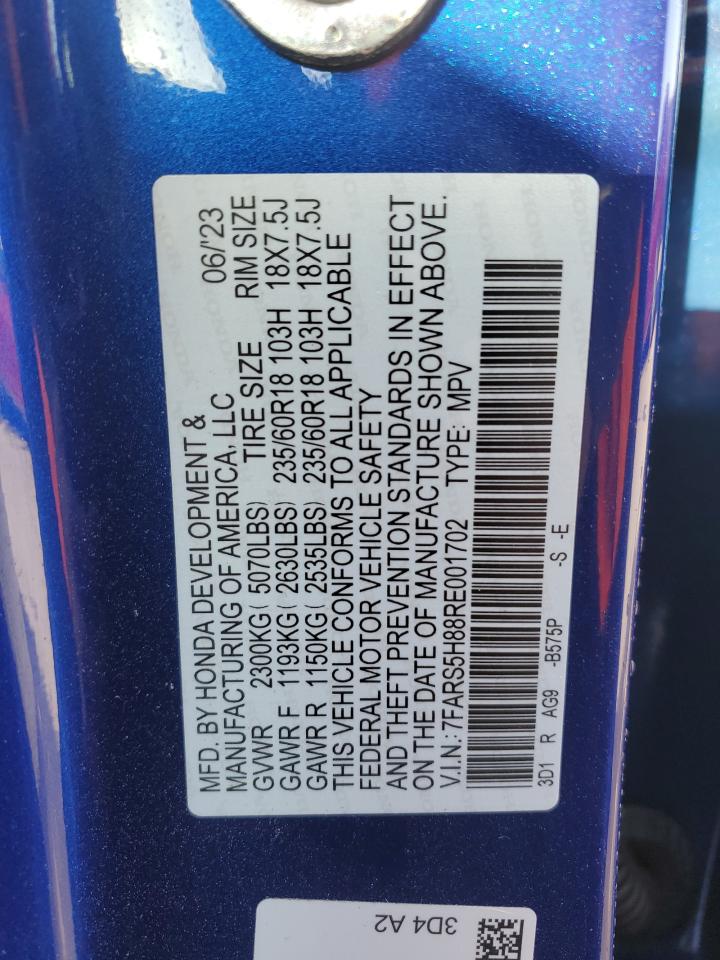 MFD. BY HONDA DEVELOPMENT & 06/'23
MANUFACTURING OF AMERICA, LLC
GVWR 2300KG( 5070LBS) TIRE SIZE RIM SIZE
GAWR F 1193KG( 2630LBS) 235/60R18 103H 18X7.5J
GAWR R 1150KG( 2535LBS) 235/60R18 103H 18X7.5J
THIS VEHICLE CONFORMS TO ALL APPLICABLE
FEDERAL MOTOR VEHICLE SAFETY
AND THEFT PREVENTION STANDARDS IN EFFECT
ON THE DATE OF MANUFACTURE SHOWN ABOVE.
V.I.N.: 7FARS5H88RE001702 TYPE: MPV
3D1 R AG9 -B575P -S -E
3D4 A2